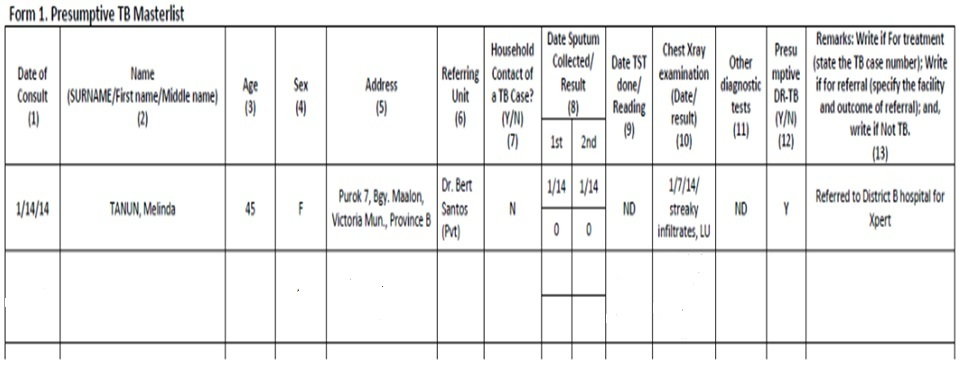 Form 1. Presumptive TB Masterlist
Date of
Consult
(1)
Name
(SURNAME/First name/Middle name)
(2)
Age
(3)
Sex
(4)
Address
(5)
Referring
Unit
(6)
Household
Contact of
a TB Case?
(Y/N)
(7)
Date Sputum
Collected/
Result
(8)
1st
2nd
Date TST
done/
Reading
(9)
Chest Xray
examination
(Date/
result)
(10)
Other
diagnostic
tests
(11)
Presu
mptive
DR-TB
(Y/N)
(12)
Remarks: Write if For treatment
(state the TB case number); Write
if for referral (specify the facility
and outcome of referral); and,
write if Not TB.
(13)
1/14/14
TANUN, Melinda
45
F
Purok 7, Bgy. Maalon,
Victoria Mun., Province B
Dr. Bert
Santos
(Pvt)
N
1/14
1/14
0
0
ND
1/7/14/
streaky
infiltrates, LU
ND
Y
Referred to District B hospital for
Xpert